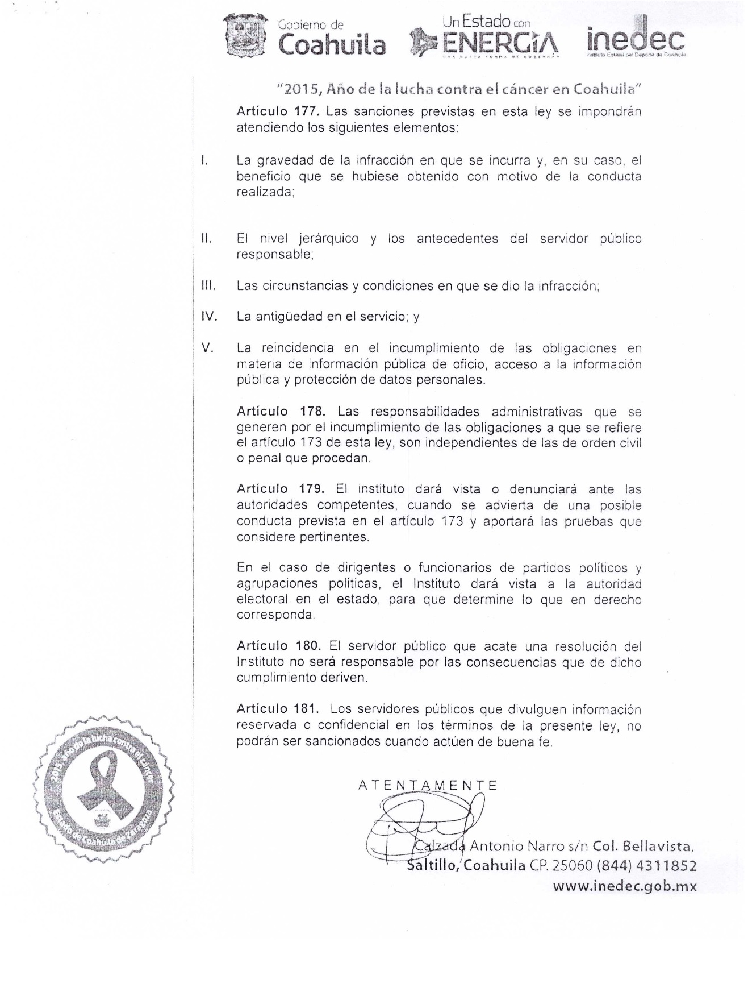 Gobierno de
Coahuila
Un Estado con
ENERGÍA
UNA NUEVA FORMA DE GOBERNAR
inedec
Instituto Estatal del Deporte de Coahuila
"2015, Año de la lucha contra el cáncer en Coahuila"
Artículo 177. Las sanciones previstas en esta ley se impondrán
atendiendo los siguientes elementos:
I. La gravedad de la infracción en que se incurra y, en su caso, el
beneficio que se hubiese obtenido con motivo de la conducta
realizada;
II. El nivel jerárquico y los antecedentes del servidor público
responsable;
III. Las circunstancias y condiciones en que se dio la infracción;
IV. La antigüedad en el servicio; y
V. La reincidencia en el incumplimiento de las obligaciones en
materia de información pública de oficio, acceso a la información
pública y protección de datos personales.
Artículo 178. Las responsabilidades administrativas que se
generen por el incumplimiento de las obligaciones a que se refiere
el artículo 173 de esta ley, son independientes de las de orden civil
o penal que procedan.
Artículo 179. El instituto dará vista o denunciará ante las
autoridades competentes, cuando se advierta de una posible
conducta prevista en el artículo 173 y aportará las pruebas que
considere pertinentes.
En el caso de dirigentes o funcionarios de partidos políticos y
agrupaciones políticas, el Instituto dará vista a la autoridad
electoral en el estado, para que determine lo que en derecho
corresponda.
Artículo 180. El servidor público que acate una resolución del
Instituto no será responsable por las consecuencias que de dicho
cumplimiento deriven.
Artículo 181. Los servidores públicos que divulguen información
reservada o confidencial en los términos de la presente ley, no
podrán ser sancionados cuando actúen de buena fe.
2015, año de la lucha contra el cáncer
Estado de Coahuila de Zaragoza
A T E N T A M E N T E
Calzada Antonio Narro s/n Col. Bellavista,
Saltillo, Coahuila CP. 25060 (844) 4311852
www.inedec.gob.mx